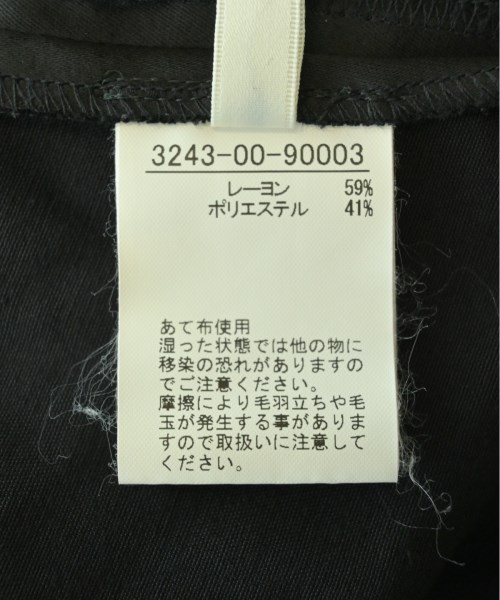 3243-00-90003
レーヨン 59%
ポリエステル 41%
あて布使用
湿った状態では他の物に
移染の恐れがありますの
でご注意ください。
摩擦により毛羽立ちや毛
玉が発生する事がありま
すので取扱いに注意して
ください。